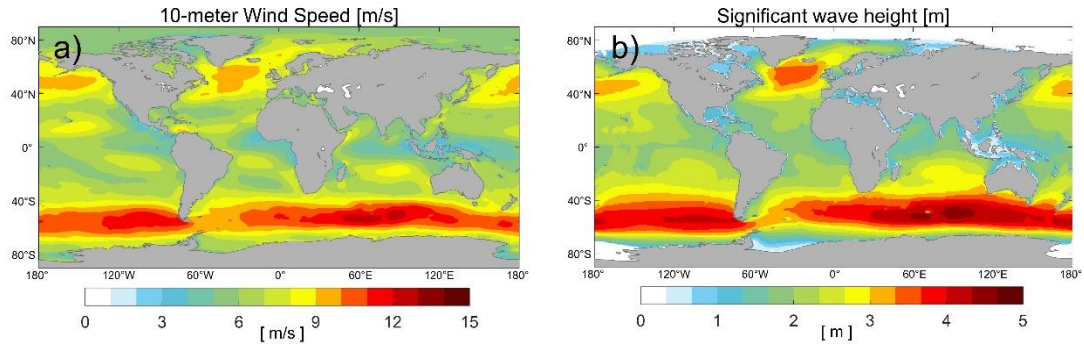 10-meter Wind Speed [m/s]
a)
80°N
40°N
0°
40°S
80°S
180° 120°W 60°W 0° 60°E 120°E 180°
0 3 6 9 12 15
[ m/s ]
Significant wave height [m]
b)
80°N
40°N
0°
40°S
80°S
180° 120°W 60°W 0° 60°E 120°E 180°
0 1 2 3 4 5
[ m ]